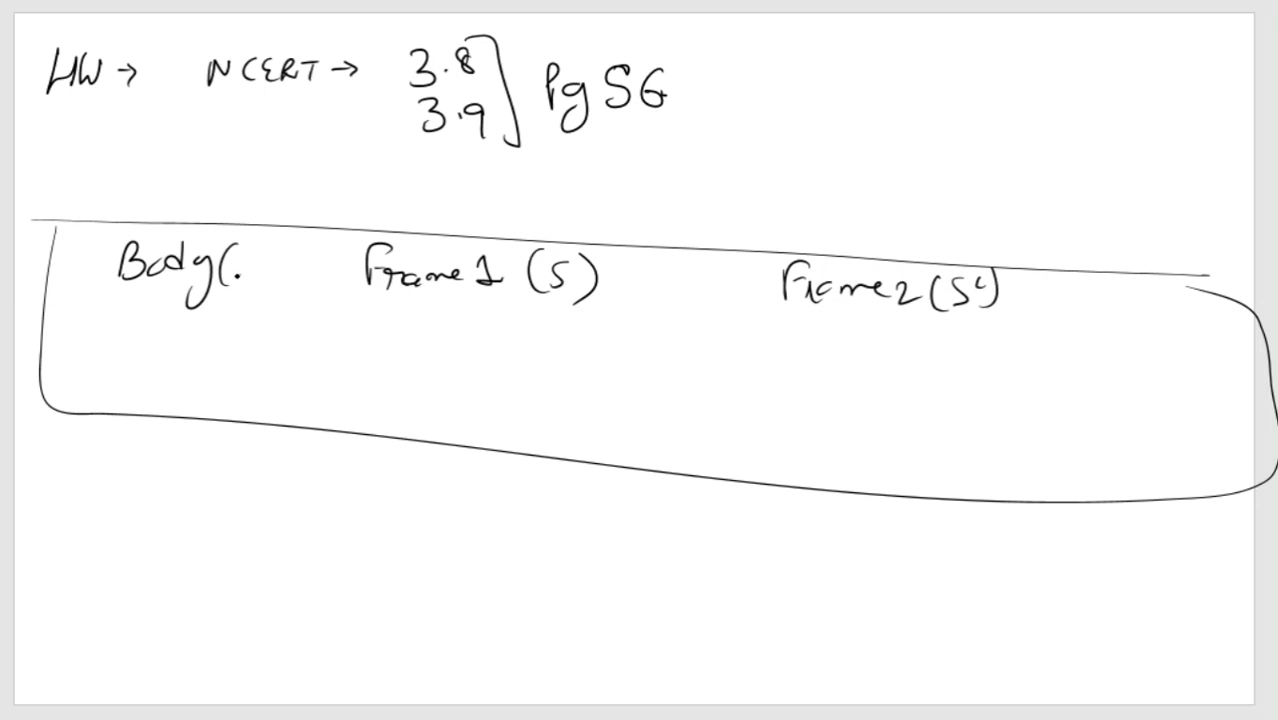 HW → NCERT → 3.8
3.9 ] Pg 56
Body(. Frame 1 (S) Frame 2 (S')